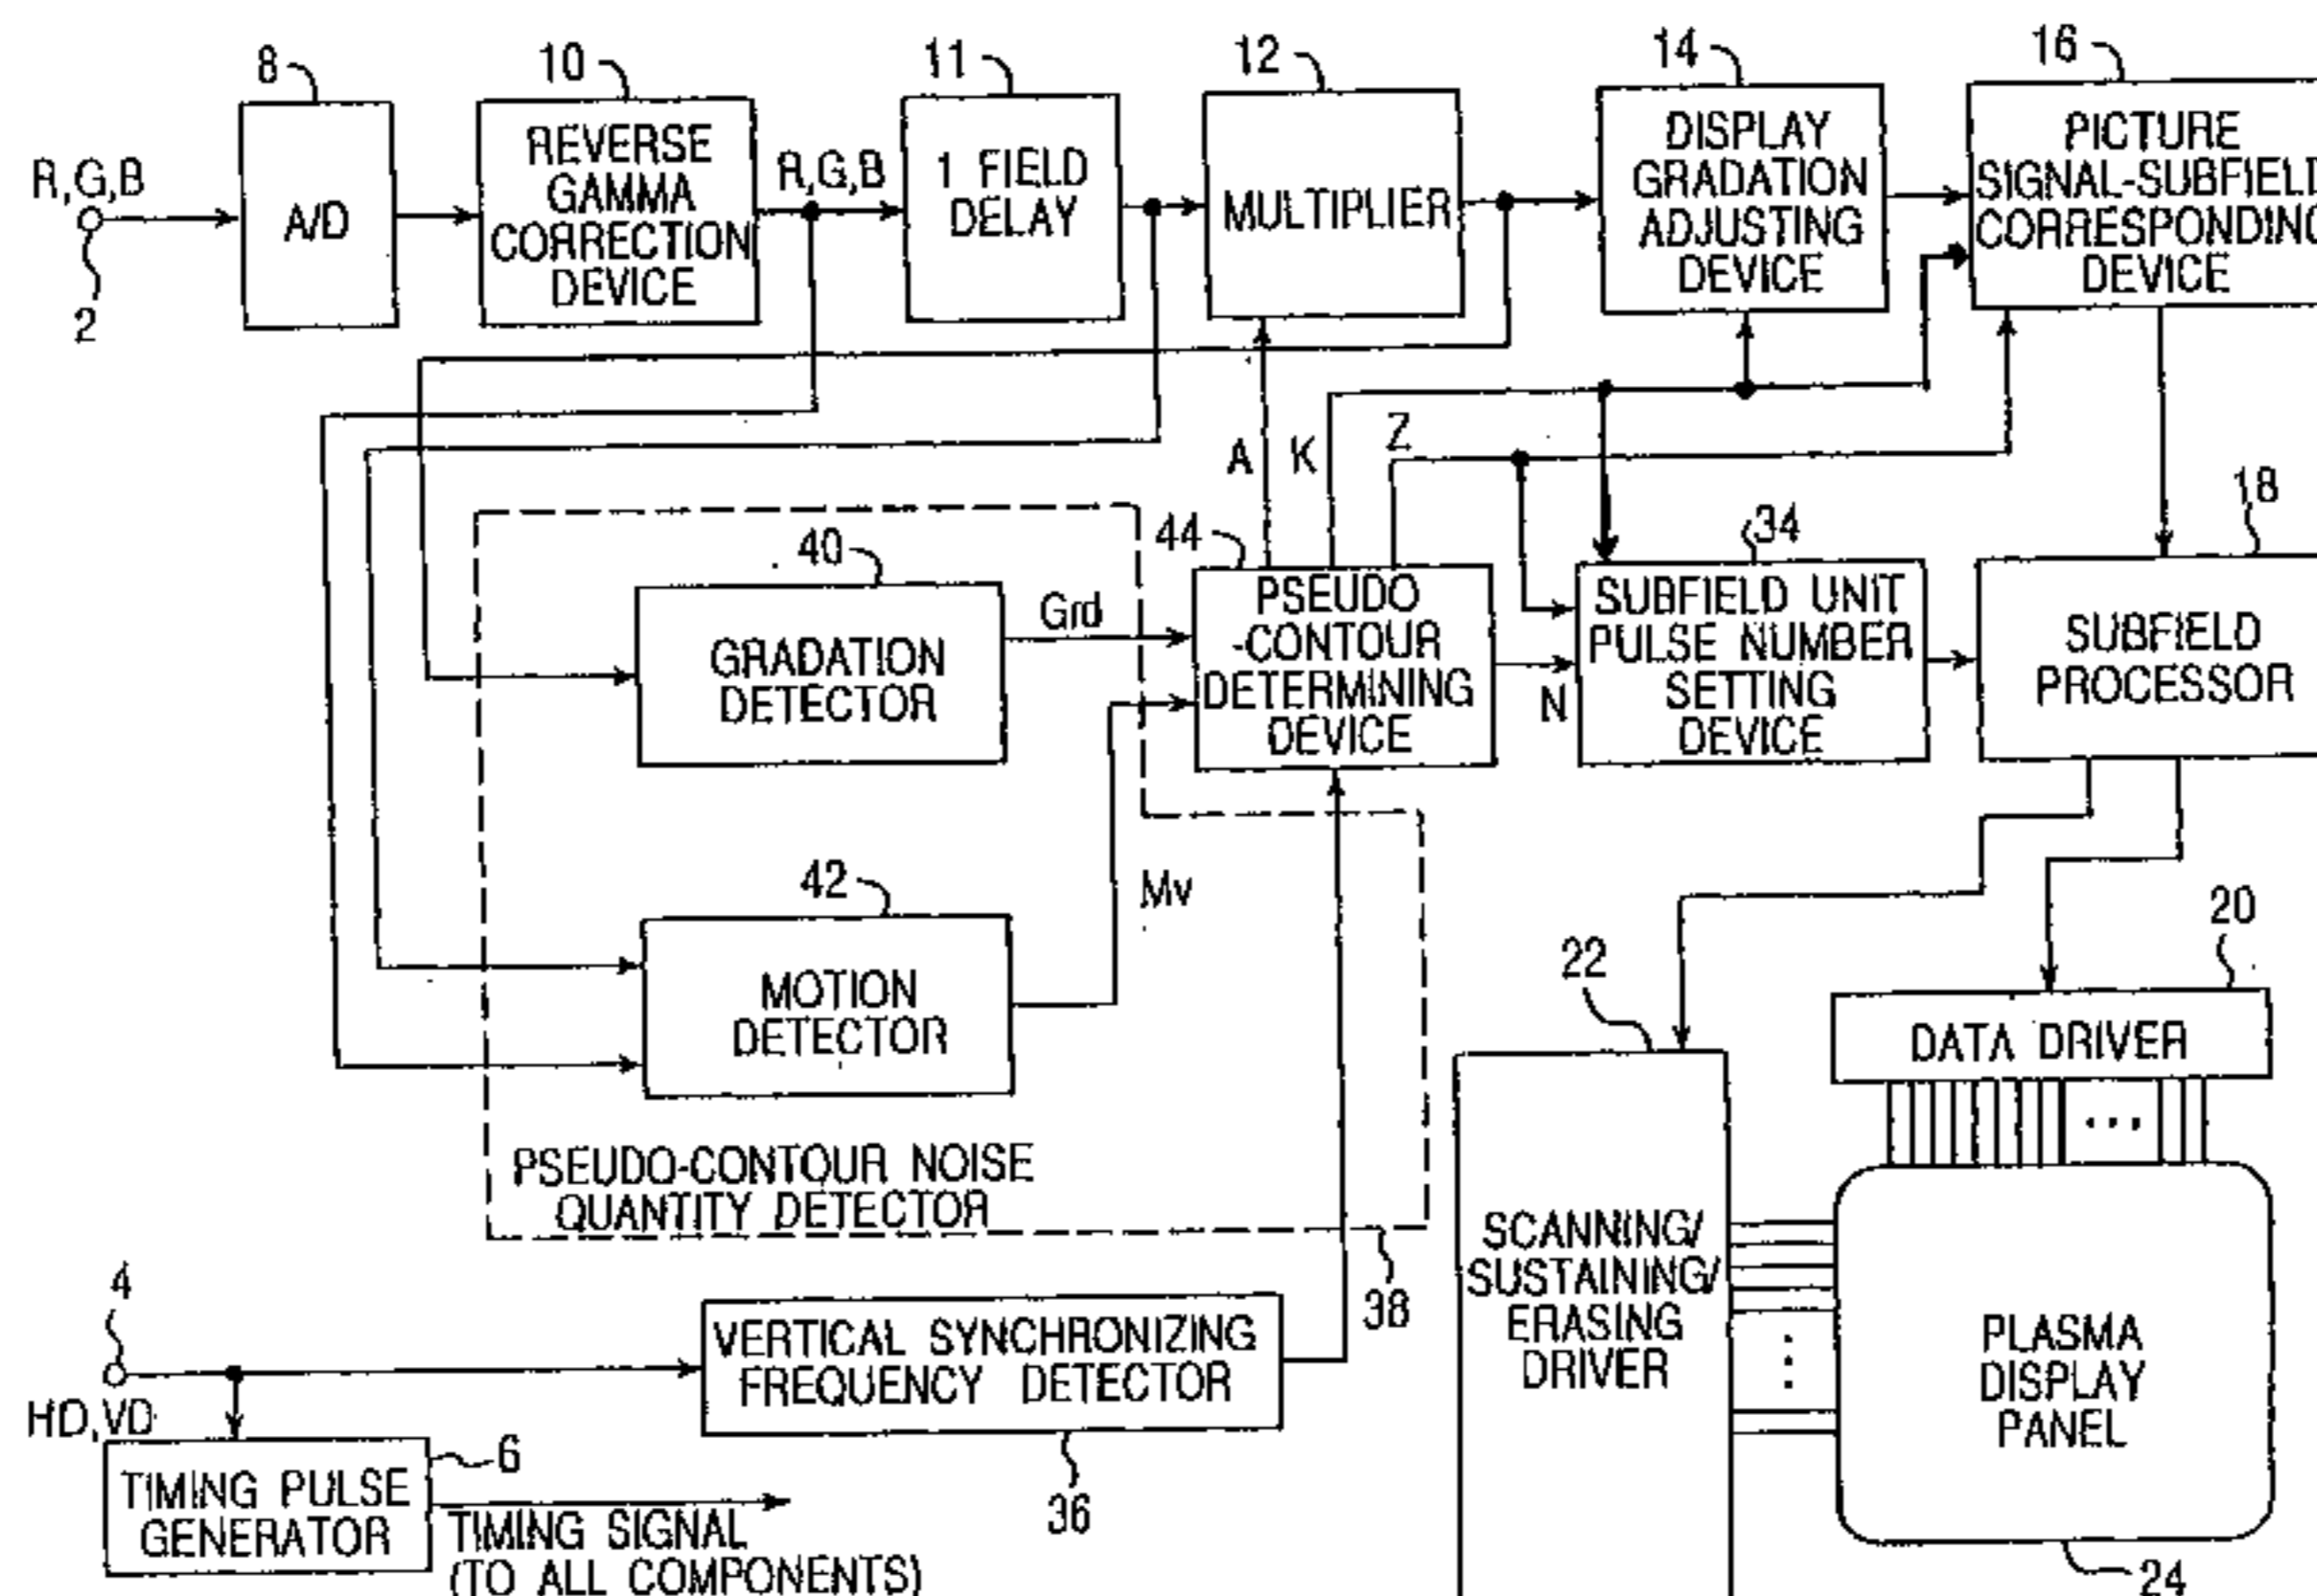 8
10
11
12
14
16
R,G,B
2
A/D
REVERSE
GAMMA
CORRECTION
DEVICE
R,G,B
1 FIELD
DELAY
MULTIPLIER
DISPLAY
GRADATION
ADJUSTING
DEVICE
PICTURE
SIGNAL-SUBFIELD
CORRESPONDING
DEVICE
A
K
Z
40
GRADATION
DETECTOR
Grd
44
PSEUDO
-CONTOUR
DETERMINING
DEVICE
N
34
SUBFIELD UNIT
PULSE NUMBER
SETTING
DEVICE
18
SUBFIELD
PROCESSOR
42
MOTION
DETECTOR
Mv
PSEUDO-CONTOUR NOISE
QUANTITY DETECTOR
38
22
SCANNING/
SUSTAINING/
ERASING
DRIVER
20
DATA DRIVER
...
PLASMA
DISPLAY
PANEL
24
4
HD,VD
VERTICAL SYNCHRONIZING
FREQUENCY DETECTOR
36
6
TIMING PULSE
GENERATOR
TIMING SIGNAL
(TO ALL COMPONENTS)